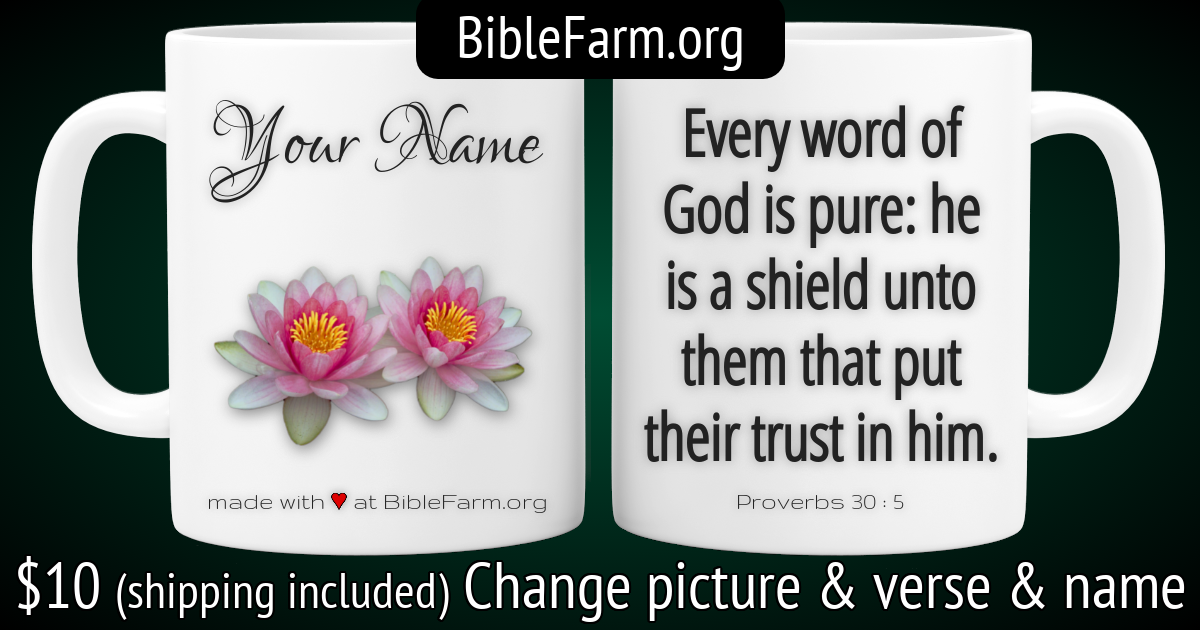 BibleFarm.org
Your Name
made with ♥ at BibleFarm.org
Every word of
God is pure: he
is a shield unto
them that put
their trust in him.
Proverbs 30 : 5
$10 (shipping included) Change picture & verse & name